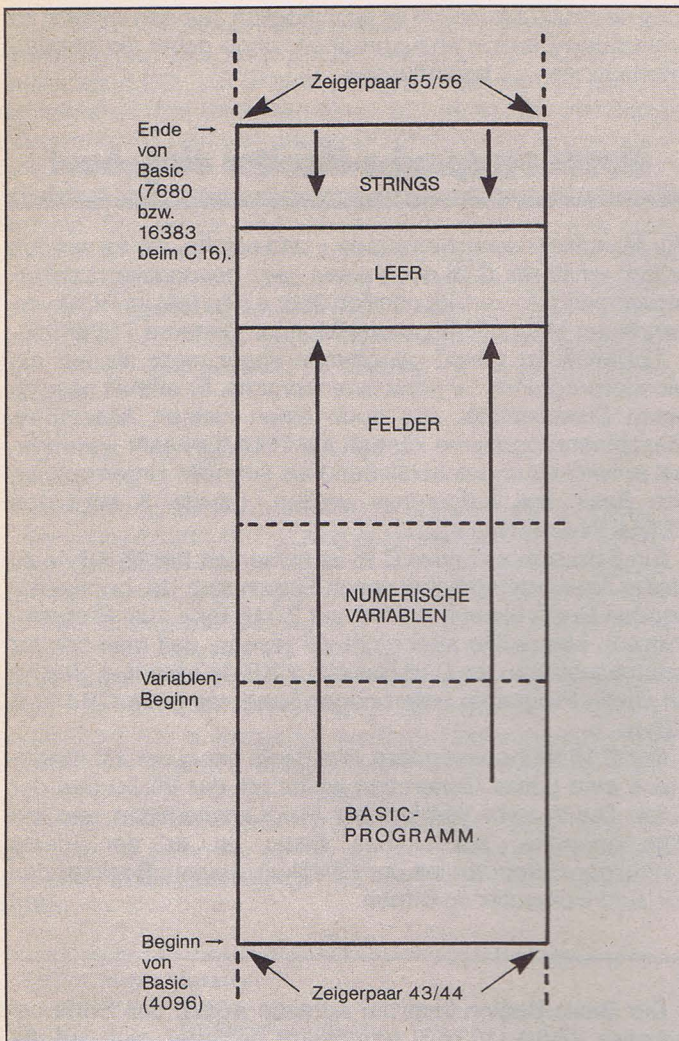 Zeigerpaar 55/56
Ende →
von
Basic
(7680
bzw.
16383
beim C16).
STRINGS
LEER
FELDER
NUMERISCHE
VARIABLEN
Variablen-
Beginn
BASIC-
PROGRAMM
Beginn →
von
Basic
(4096)
Zeigerpaar 43/44